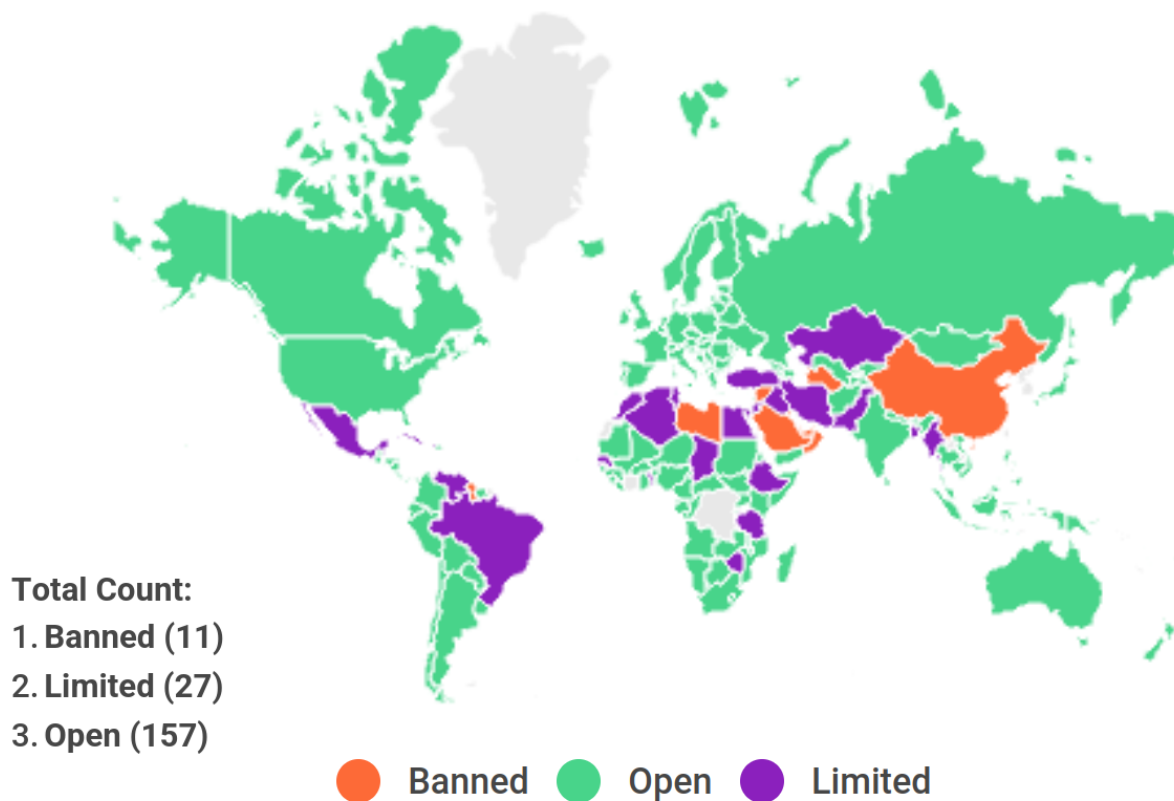 Total Count:
1. Banned (11)
2. Limited (27)
3. Open (157)
Banned Open Limited